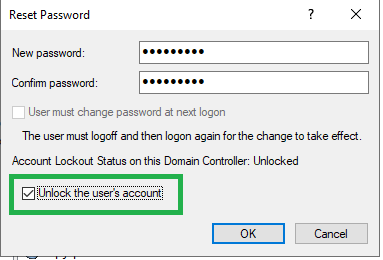 Reset Password
New password:
Confirm password:
User must change password at next logon
The user must logoff and then logon again for the change to take effect.
Account Lockout Status on this Domain Controller: Unlocked
Unlock the user's account
OK Cancel